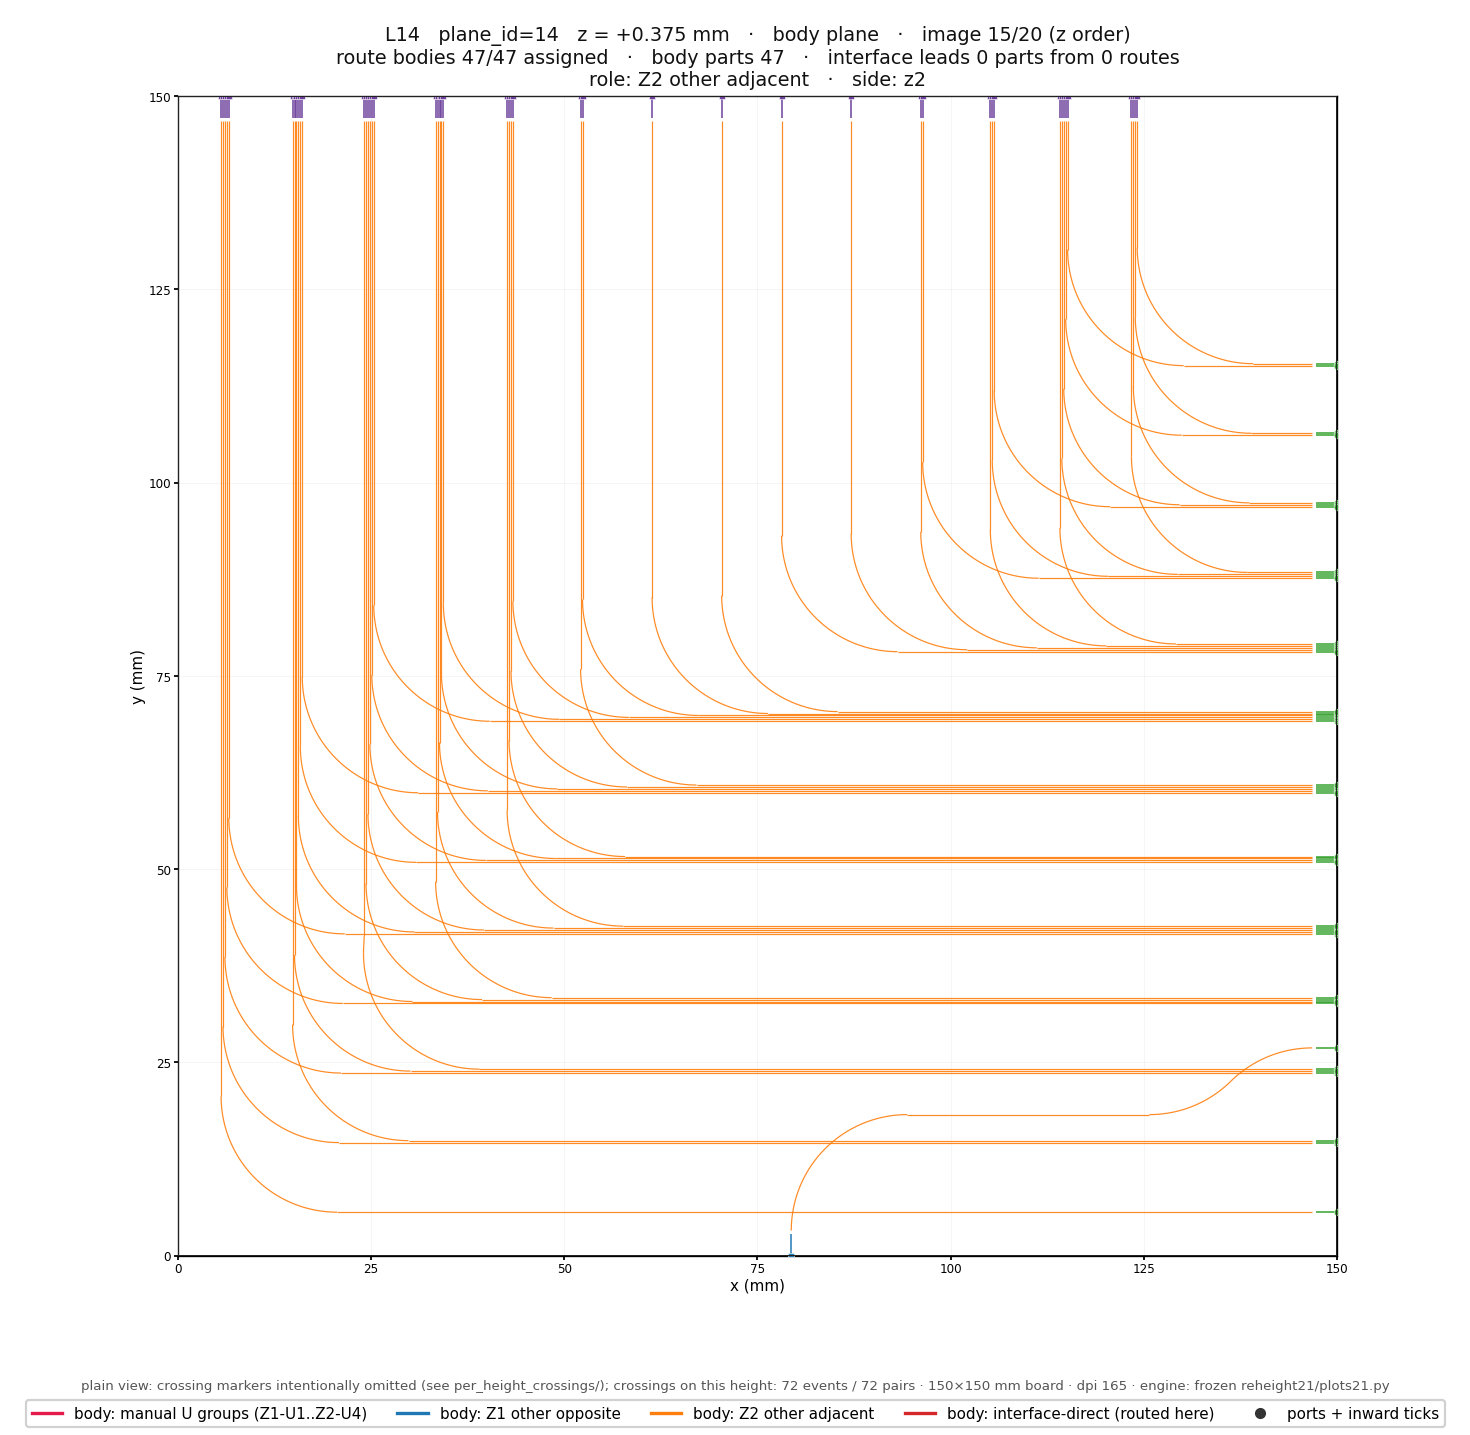 L14   plane_id=14   z = +0.375 mm   ·   body plane   ·   image 15/20 (z order)
route bodies 47/47 assigned   ·   body parts 47   ·   interface leads 0 parts from 0 routes
role: Z2 other adjacent   ·   side: z2
150
125
100
75
50
25
0
y (mm)
0 25 50 75 100 125 150
x (mm)
plain view: crossing markers intentionally omitted (see per_height_crossings/); crossings on this height: 72 events / 72 pairs · 150×150 mm board · dpi 165 · engine: frozen reheight21/plots21.py
body: manual U groups (Z1-U1..Z2-U4) body: Z1 other opposite body: Z2 other adjacent body: interface-direct (routed here) ports + inward ticks